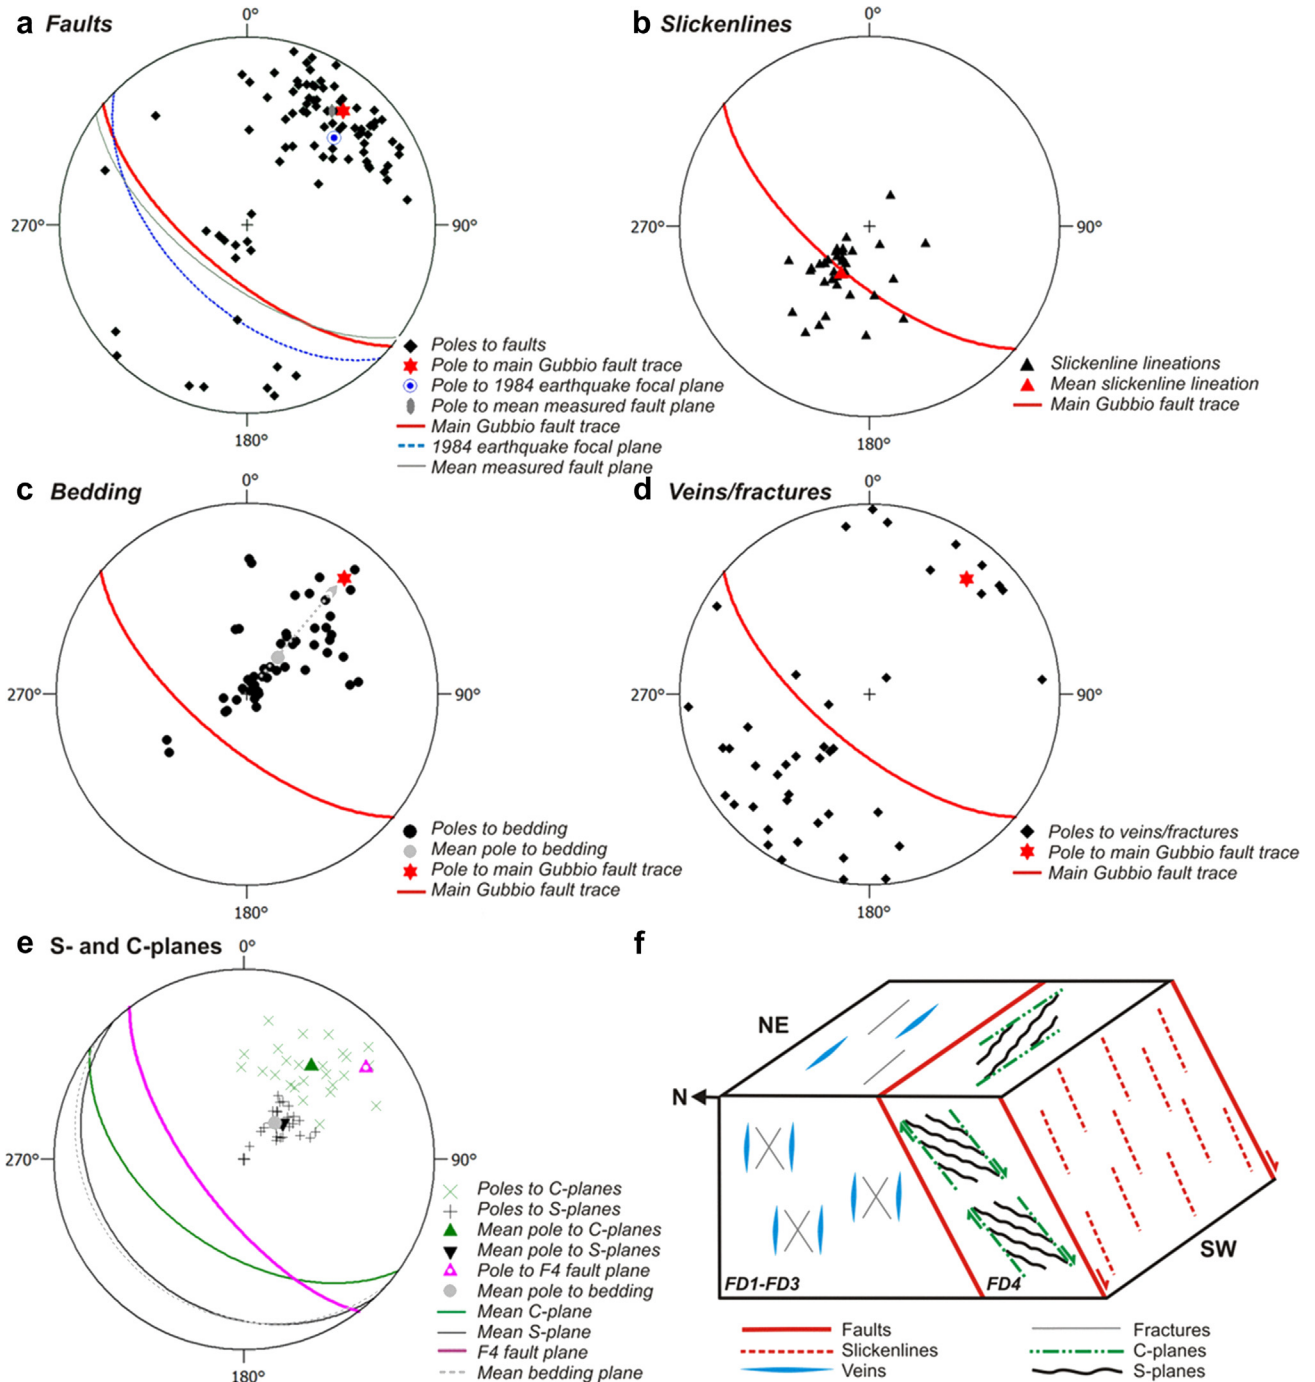 a Faults
0°
270°
90°
180°
Poles to faults
Pole to main Gubbio fault trace
Pole to 1984 earthquake focal plane
Pole to mean measured fault plane
Main Gubbio fault trace
1984 earthquake focal plane
Mean measured fault plane
b Slickenlines
0°
270°
90°
180°
Slickenline lineations
Mean slickenline lineation
Main Gubbio fault trace
c Bedding
0°
270°
90°
180°
Poles to bedding
Mean pole to bedding
Pole to main Gubbio fault trace
Main Gubbio fault trace
d Veins/fractures
0°
270°
90°
180°
Poles to veins/fractures
Pole to main Gubbio fault trace
Main Gubbio fault trace
e S- and C-planes
0°
270°
90°
180°
Poles to C-planes
Poles to S-planes
Mean pole to C-planes
Mean pole to S-planes
Pole to F4 fault plane
Mean pole to bedding
Mean C-plane
Mean S-plane
F4 fault plane
Mean bedding plane
f
NE
N
SW
FD1-FD3
FD4
Faults
Slickenlines
Veins
Fractures
C-planes
S-planes